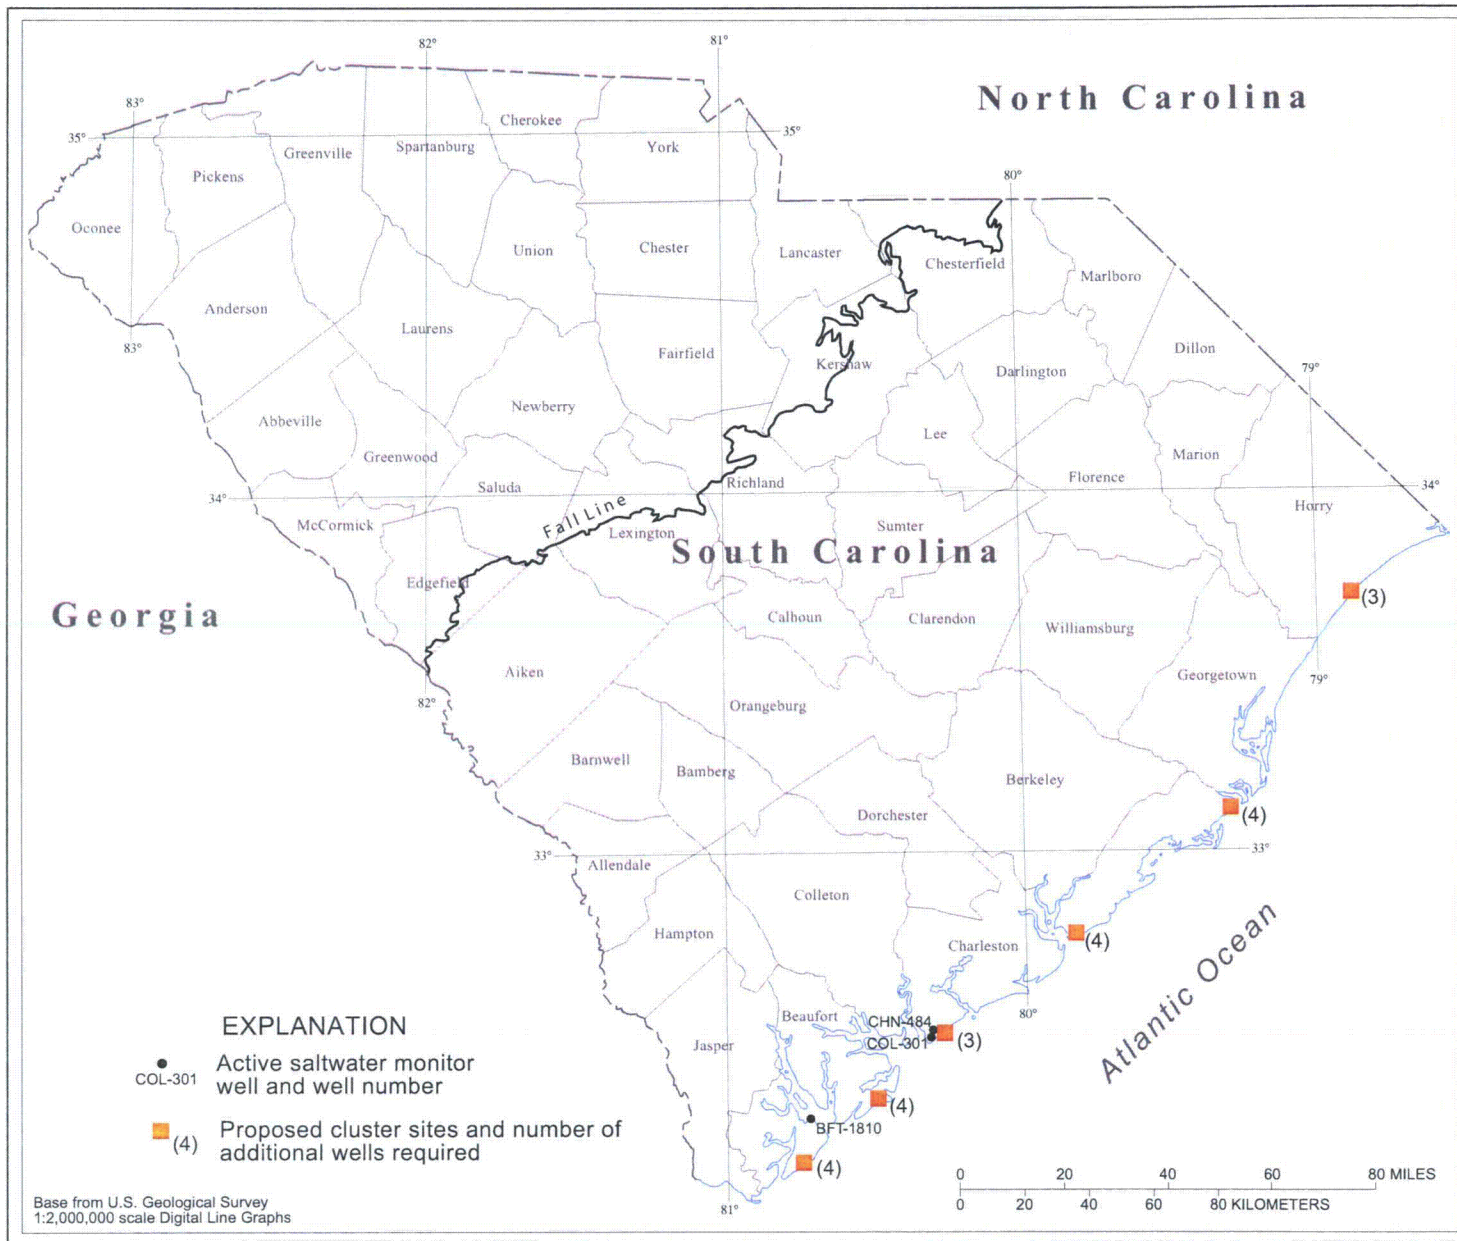 82°
81°
North Carolina
83°
Cherokee
35°
Greenville
Spartanburg
York
35°
Pickens
80°
Oconee
Union
Chester
Lancaster
Chesterfield
Marlboro
Anderson
Laurens
83°
Fairfield
Kershaw
Dillon
Darlington
79°
Abbeville
Newberry
Lee
Greenwood
Marion
Florence
Saluda
Richland
34°
34°
McCormick
Fall Line
Lexington
Sumter
Horry
South Carolina
Edgefield
Georgia
(3)
Calhoun
Clarendon
Williamsburg
Aiken
Georgetown
79°
82°
Orangeburg
Barnwell
Bamberg
Berkeley
Dorchester
(4)
33°
33°
Allendale
Colleton
Hampton
Charleston
(4)
Atlantic Ocean
80°
Beaufort
CHN-484
COL-301
(3)
Jasper
(4)
BFT-1810
(4)
81°
EXPLANATION
COL-301
Active saltwater monitor
well and well number
(4)
Proposed cluster sites and number of
additional wells required
0 20 40 60 80 MILES
0 20 40 60 80 KILOMETERS
Base from U.S. Geological Survey
1:2,000,000 scale Digital Line Graphs